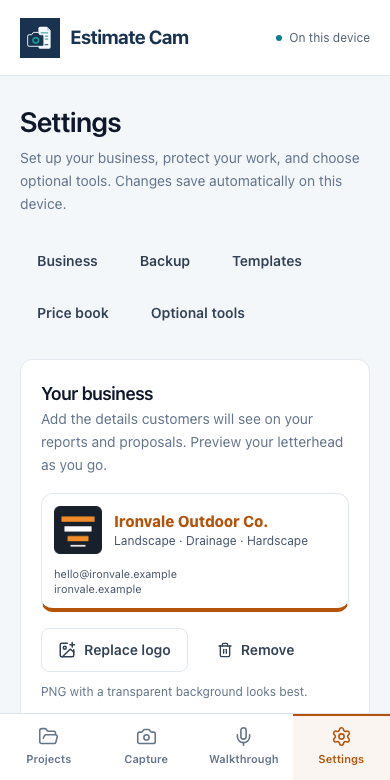 Estimate Cam
On this device
Settings
Set up your business, protect your work, and choose
optional tools. Changes save automatically on this
device.
Business Backup Templates
Price book Optional tools
Your business
Add the details customers will see on your
reports and proposals. Preview your letterhead
as you go.
Ironvale Outdoor Co.
Landscape · Drainage · Hardscape
hello@ironvale.example
ironvale.example
Replace logo Remove
PNG with a transparent background looks best.
Projects Capture Walkthrough Settings